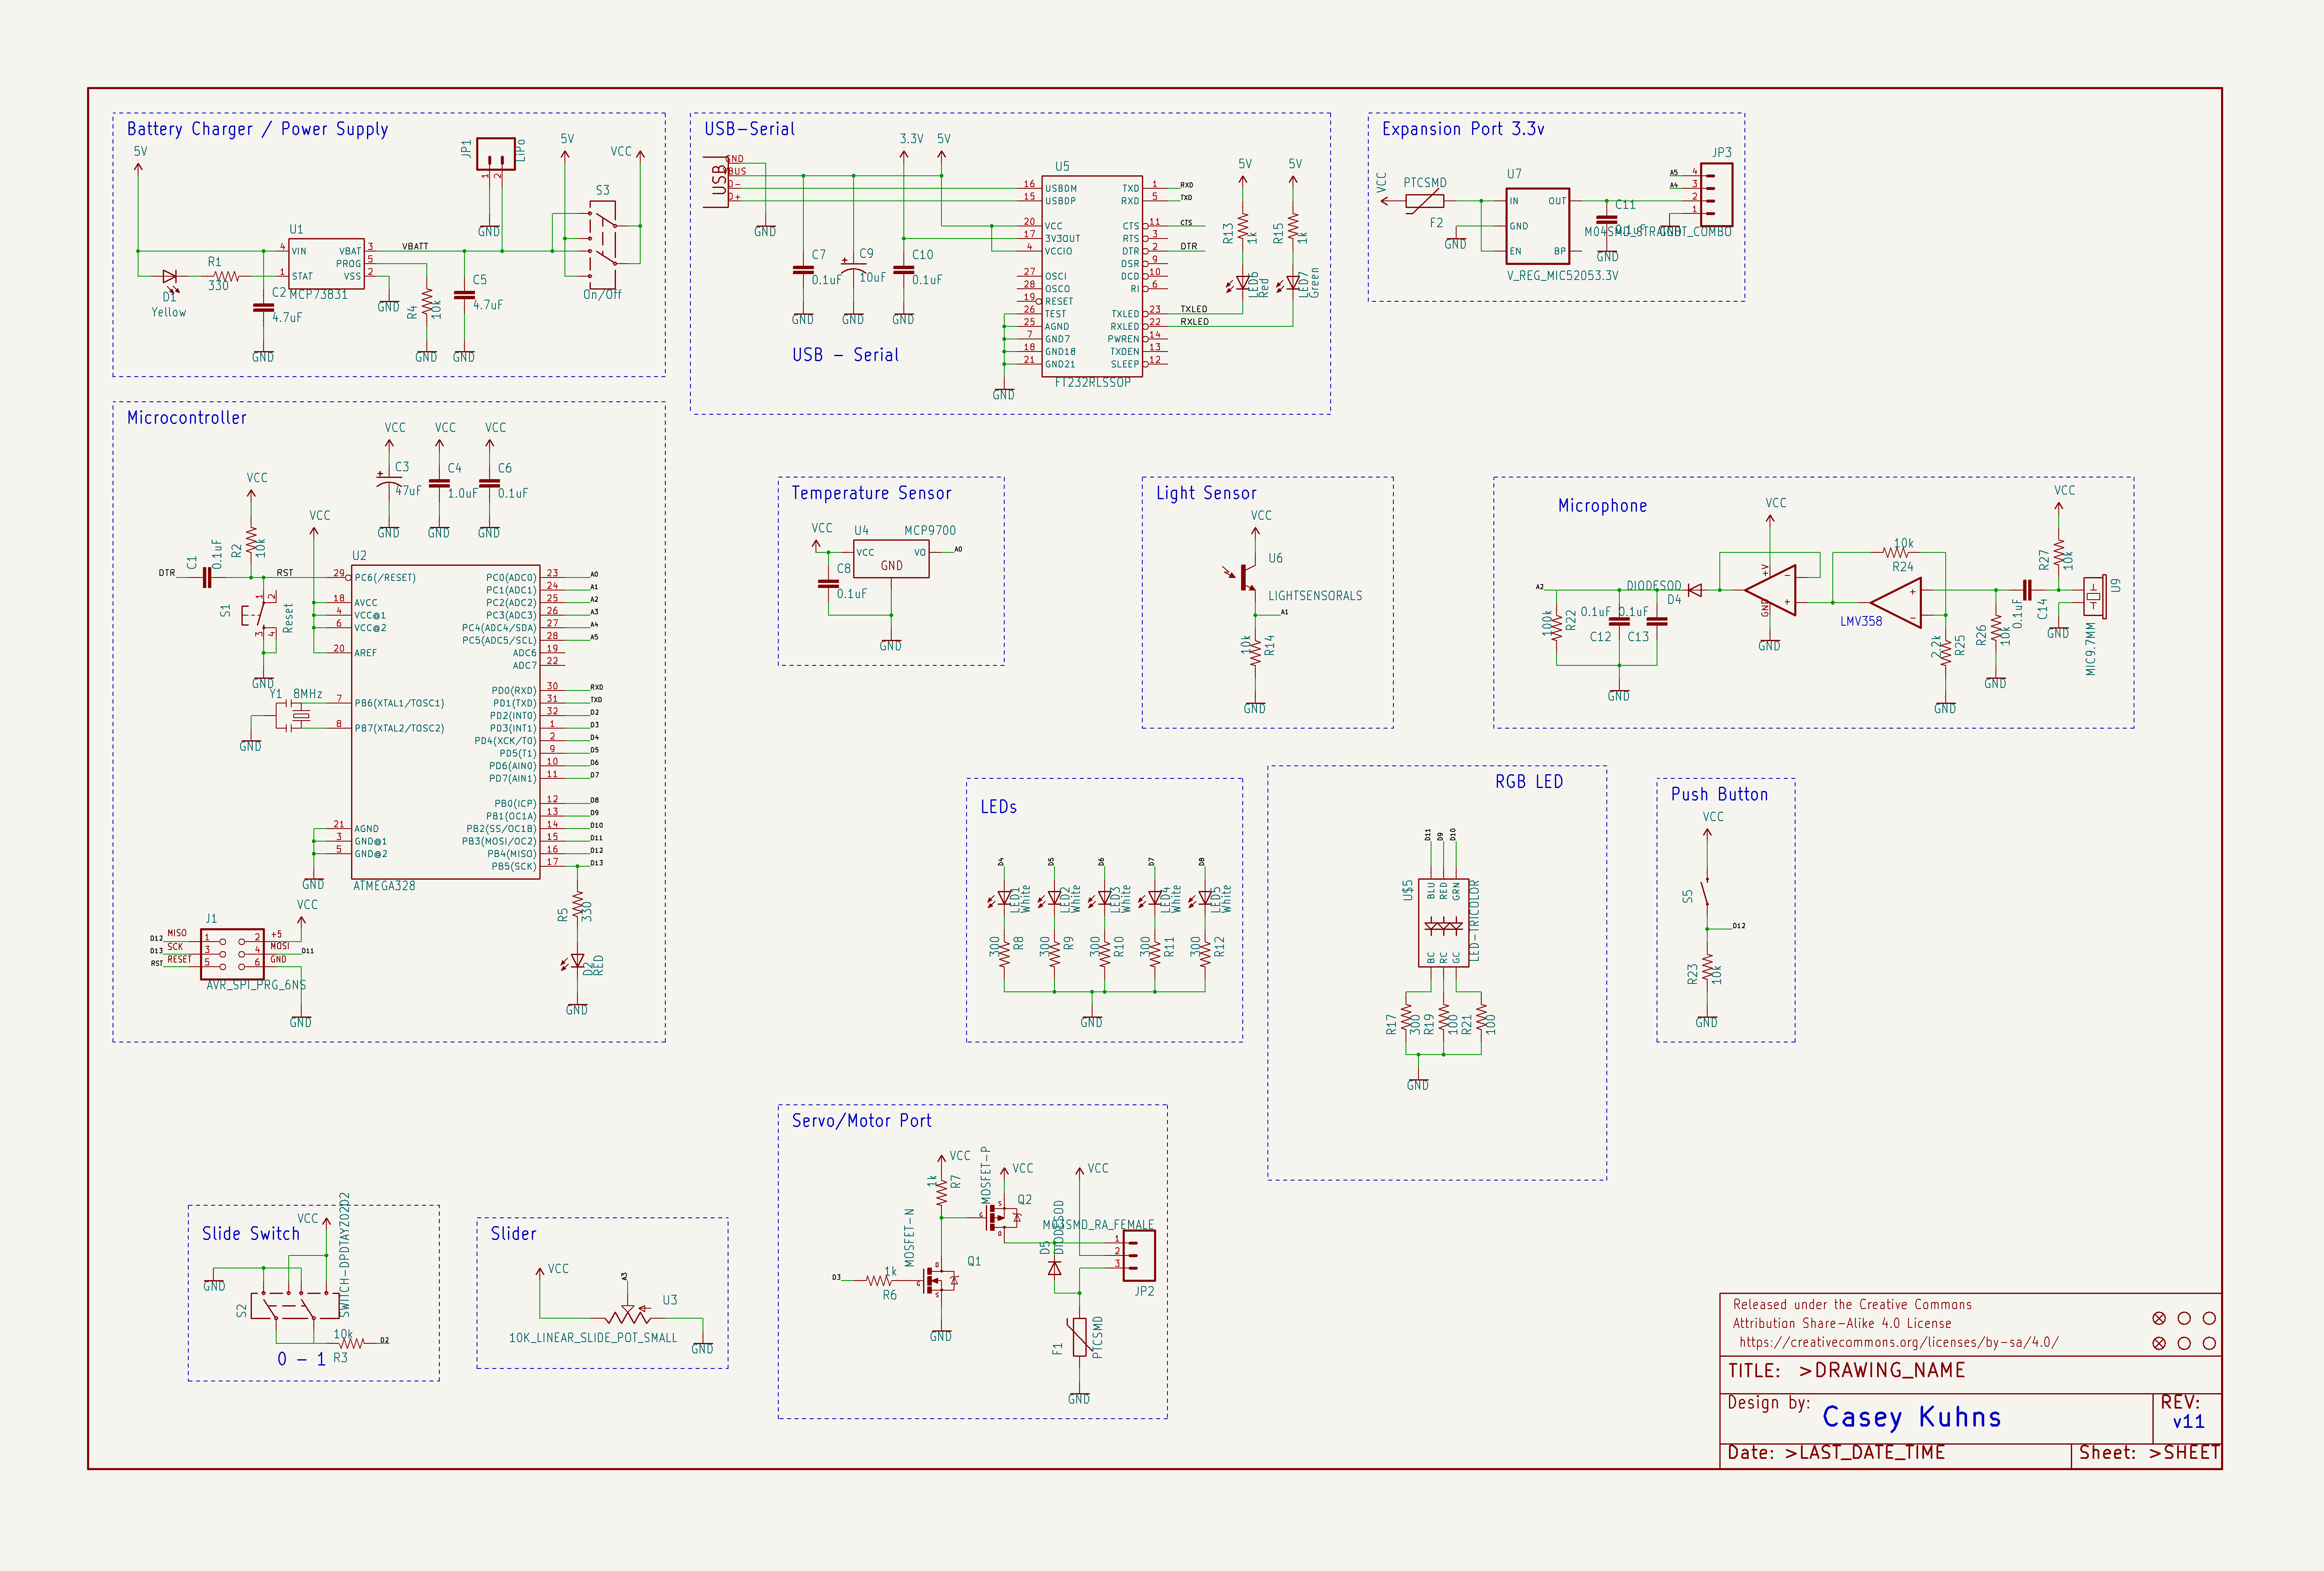 Battery Charger / Power Supply
5V
JP1
LiPo
1
2
GND
5V
VCC
S3
On/Off
U1
4 VIN
VBAT 3
PROG 5
1 STAT
VSS 2
MCP73831
VBATT
R1
330
D1
Yellow
C2
4.7uF
GND
GND
R4
10k
GND
C5
4.7uF
GND
USB-Serial
USB
GND
VBUS
D-
D+
GND
3.3V
5V
C7
0.1uF
GND
C9
10uF
GND
C10
0.1uF
GND
USB - Serial
U5
16 USBDM
15 USBDP
20 VCC
17 3V3OUT
4 VCCIO
27 OSCI
28 OSCO
19 RESET
26 TEST
25 AGND
7 GND7
18 GND18
21 GND21
TXD 1 RXD
RXD 5 TXD
CTS 11 CTS
RTS 3
DTR 2 DTR
DSR 9
DCD 10
RI 6
TXLED 23 TXLED
RXLED 22 RXLED
PWREN 14
TXDEN 13
SLEEP 12
FT232RLSSOP
GND
5V
R13
1k
LED6
Red
5V
R15
1k
LED7
Green
Expansion Port 3.3v
VCC
PTCSMD
F2
GND
U7
IN
OUT
GND
EN
BP
V_REG_MIC52053.3V
C11
0.1uF
GND
JP3
A5 4
A4 3
2
1
GND
M04SMD_STRAIGHT_COMBO
Microcontroller
VCC
C3
47uF
GND
VCC
C4
1.0uF
GND
VCC
C6
0.1uF
GND
VCC
R2
10k
DTR
C1
0.1uF
RST
S1
1
2
3
4
Reset
GND
VCC
Y1 8MHz
GND
U2
29 PC6(/RESET)
18 AVCC
4 VCC@1
6 VCC@2
20 AREF
7 PB6(XTAL1/TOSC1)
8 PB7(XTAL2/TOSC2)
21 AGND
3 GND@1
5 GND@2
GND
PC0(ADC0) 23 A0
PC1(ADC1) 24 A1
PC2(ADC2) 25 A2
PC3(ADC3) 26 A3
PC4(ADC4/SDA) 27 A4
PC5(ADC5/SCL) 28 A5
ADC6 19
ADC7 22
PD0(RXD) 30 RXD
PD1(TXD) 31 TXD
PD2(INT0) 32 D2
PD3(INT1) 1 D3
PD4(XCK/T0) 2 D4
PD5(T1) 9 D5
PD6(AIN0) 10 D6
PD7(AIN1) 11 D7
PB0(ICP) 12 D8
PB1(OC1A) 13 D9
PB2(SS/OC1B) 14 D10
PB3(MOSI/OC2) 15 D11
PB4(MISO) 16 D12
PB5(SCK) 17 D13
ATMEGA328
R5
330
D2
RED
GND
J1
VCC
D12 MISO 1 2 +5
D13 SCK 3 4 MOSI D11
RST RESET 5 6 GND
AVR_SPI_PRG_6NS
GND
Temperature Sensor
VCC
U4
MCP9700
VCC
VO
A0
GND
C8
0.1uF
GND
Light Sensor
VCC
U6
LIGHTSENSORALS
A1
10k
R14
GND
Microphone
A2
100k
R22
DIODESOD
D4
0.1uF
0.1uF
C12
C13
GND
VCC
+V
-
+
GND
GND
LMV358
+
-
10k
R24
2.2k
R25
GND
R26
10k
GND
0.1uF
C14
VCC
R27
10k
GND
U9
MIC9.7MM
LEDs
D4
LED1
White
300
R8
D5
LED2
White
300
R9
D6
LED3
White
300
R10
D7
LED4
White
300
R11
D8
LED5
White
300
R12
GND
RGB LED
D11
D9
D10
U$5
BLU
RED
GRN
BC
RC
GC
LED-TRICOLOR
R17
300
R19
100
R21
100
GND
Push Button
VCC
S5
D12
R23
10k
GND
Slide Switch
VCC
GND
SWITCH-DPDTAYZ0202
S2
10k
R3
D2
0 - 1
Slider
VCC
A3
U3
10K_LINEAR_SLIDE_POT_SMALL
GND
Servo/Motor Port
VCC
1k
R7
MOSFET-P
VCC
Q2
G
S
D
VCC
M03SMD_RA_FEMALE
1
2
3
JP2
D5
DIODESOD
MOSFET-N
Q1
D
G
S
D3
1k
R6
GND
F1
PTCSMD
GND
Released under the Creative Commons
Attribution Share-Alike 4.0 License
https://creativecommons.org/licenses/by-sa/4.0/
TITLE: >DRAWING_NAME
Design by:
Casey Kuhns
REV:
v11
Date: >LAST_DATE_TIME
Sheet: >SHEET